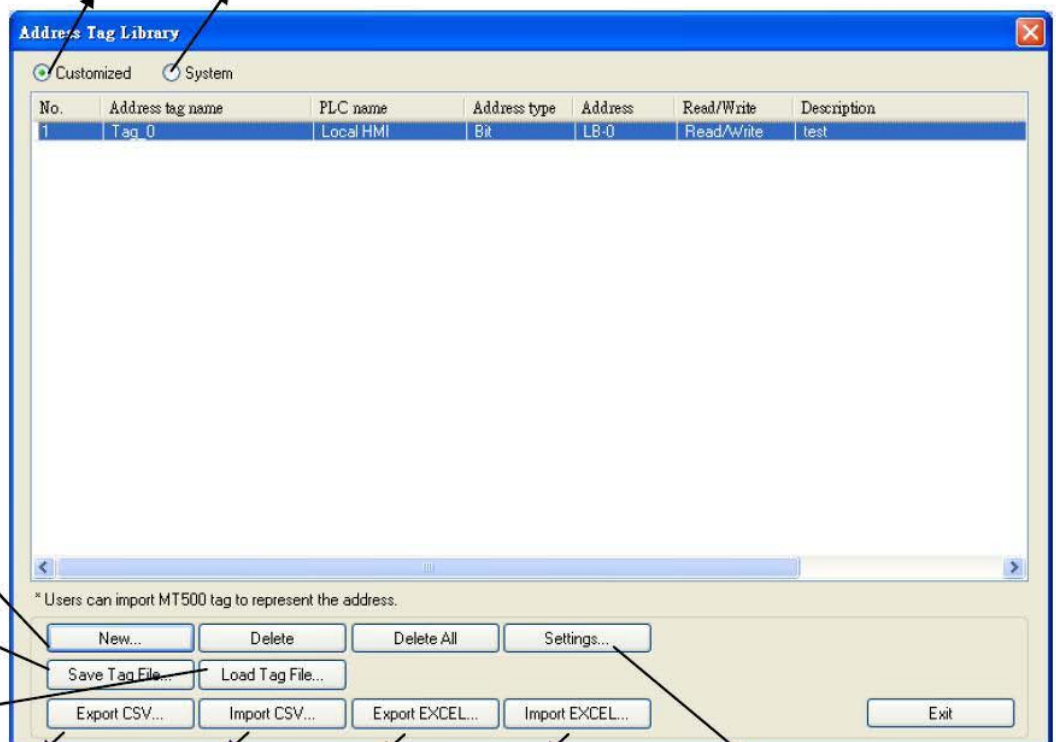 Address Tag Library
Customized System
No. Address tag name PLC name Address type Address Read/Write Description
1 Tag_0 Local HMI Bit LB-0 Read/Write test
* Users can import MT500 tag to represent the address.
New... Delete Delete All Settings...
Save Tag File... Load Tag File...
Export CSV... Import CSV... Export EXCEL... Import EXCEL... Exit